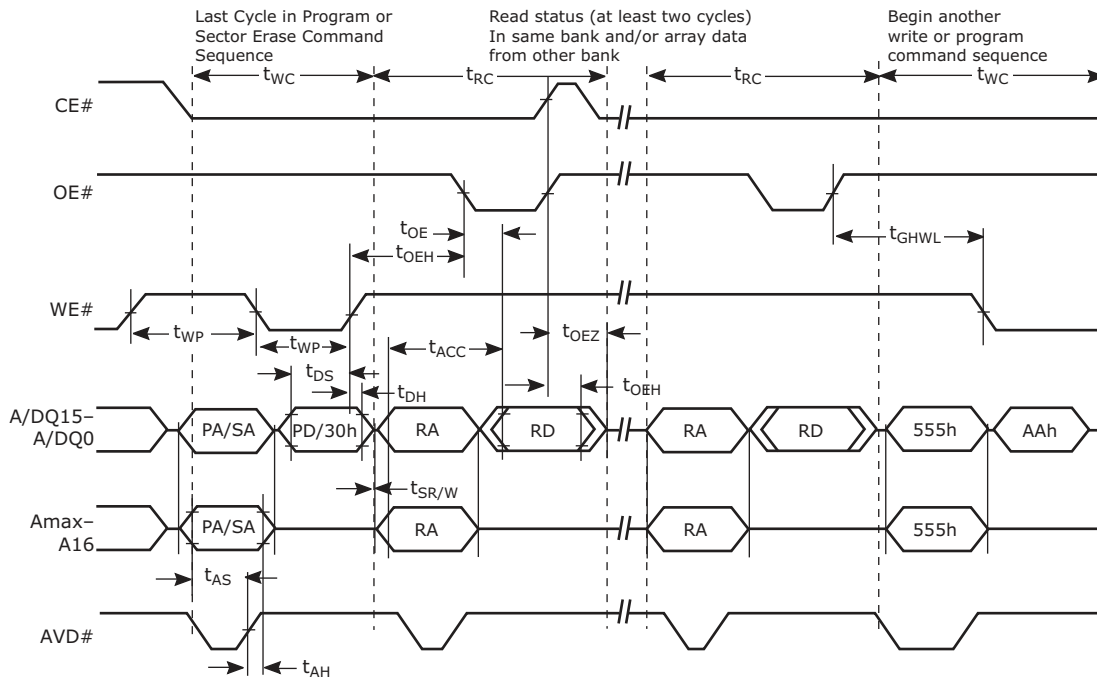 Last Cycle in Program or
Sector Erase Command
Sequence
Read status (at least two cycles)
In same bank and/or array data
from other bank
Begin another
write or program
command sequence
tWC
tRC
tRC
tWC
CE#
OE#
tOE
tOEH
tGHWL
WE#
tWP
tWP
tACC
tOEZ
tDS
tDH
tOEH
A/DQ15–
A/DQ0
PA/SA
PD/30h
RA
RD
RA
RD
555h
AAh
tSR/W
Amax–
A16
PA/SA
RA
RA
555h
tAS
AVD#
tAH